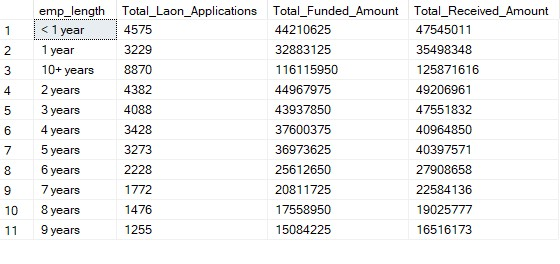 emp_length Total_Laon_Applications Total_Funded_Amount Total_Received_Amount
1 < 1 year 4575 44210625 47545011
2 1 year 3229 32883125 35498348
3 10+ years 8870 116115950 125871616
4 2 years 4382 44967975 49206961
5 3 years 4088 43937850 47551832
6 4 years 3428 37600375 40964850
7 5 years 3273 36973625 40397571
8 6 years 2228 25612650 27908658
9 7 years 1772 20811725 22584136
10 8 years 1476 17558950 19025777
11 9 years 1255 15084225 16516173